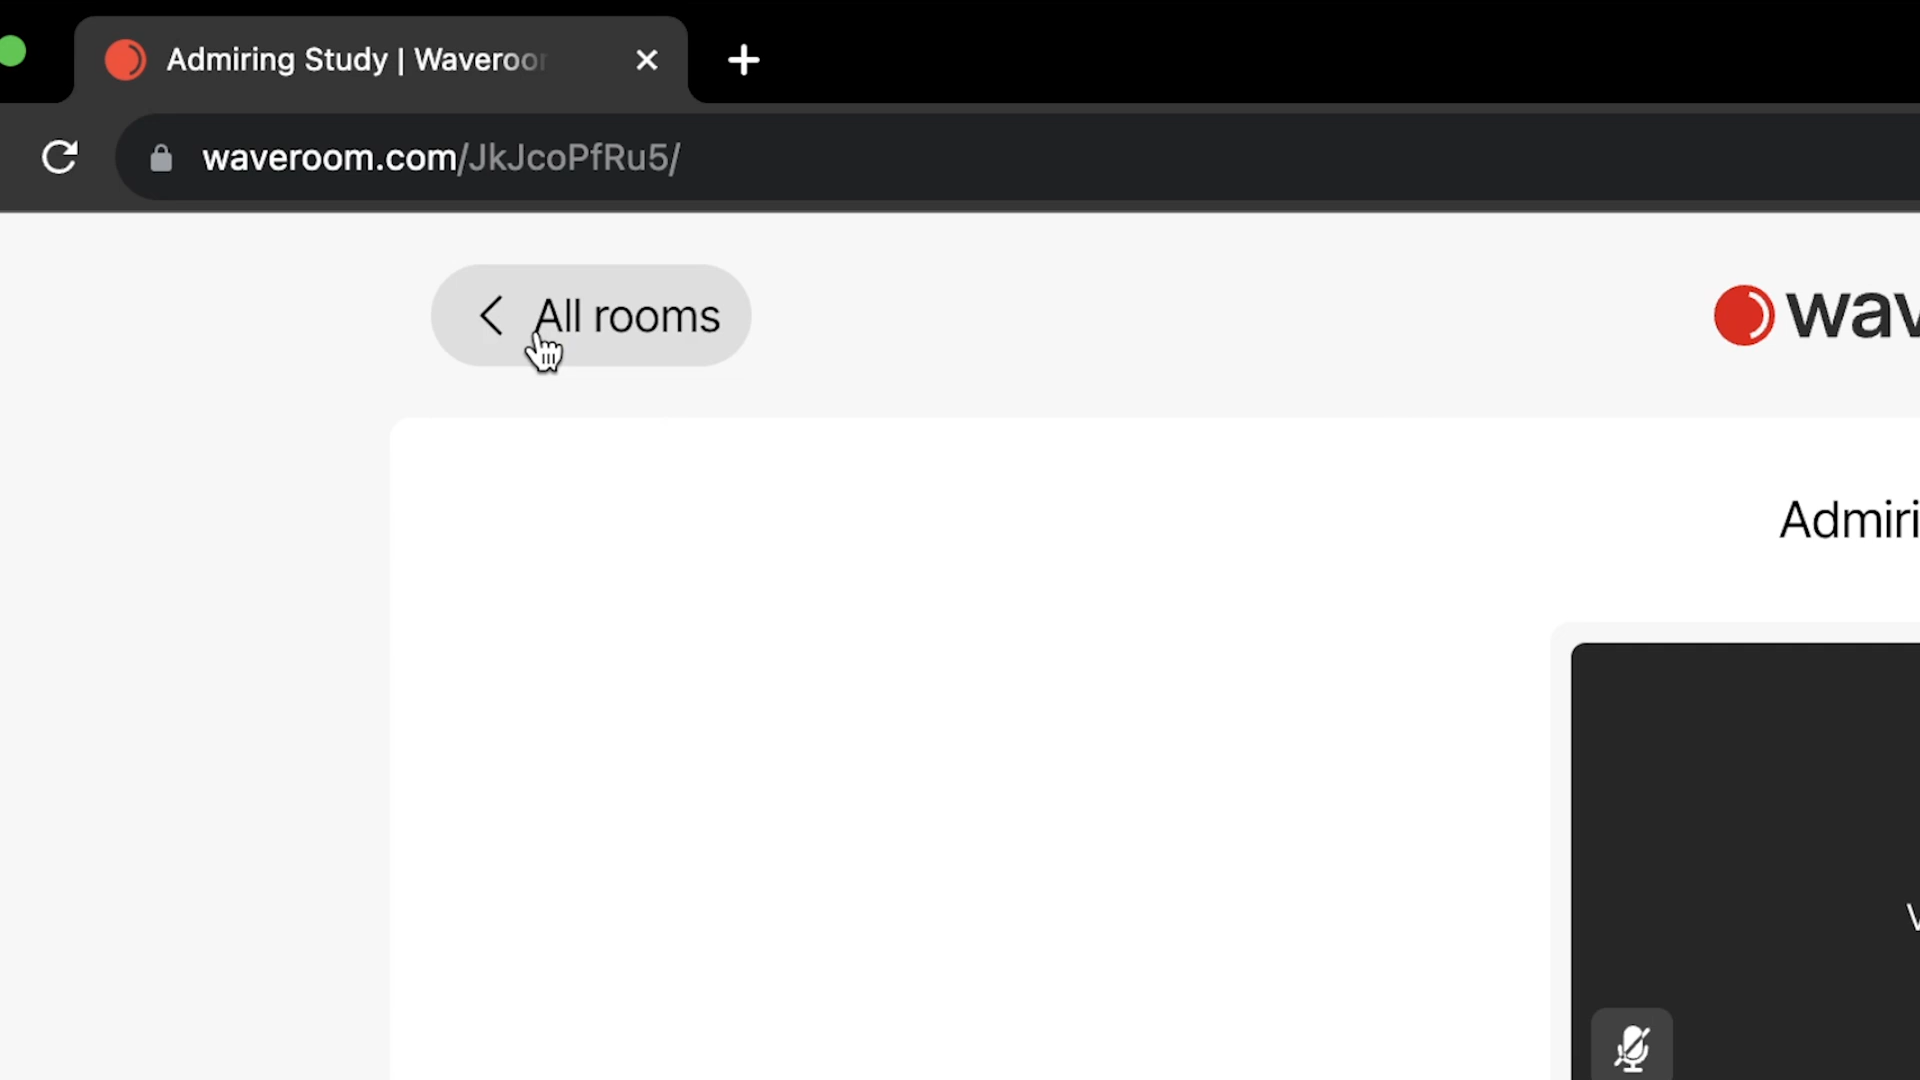 Admiring Study | Waveroo
waveroom.com/JkJcoPfRu5/
All rooms
wav
Admiri